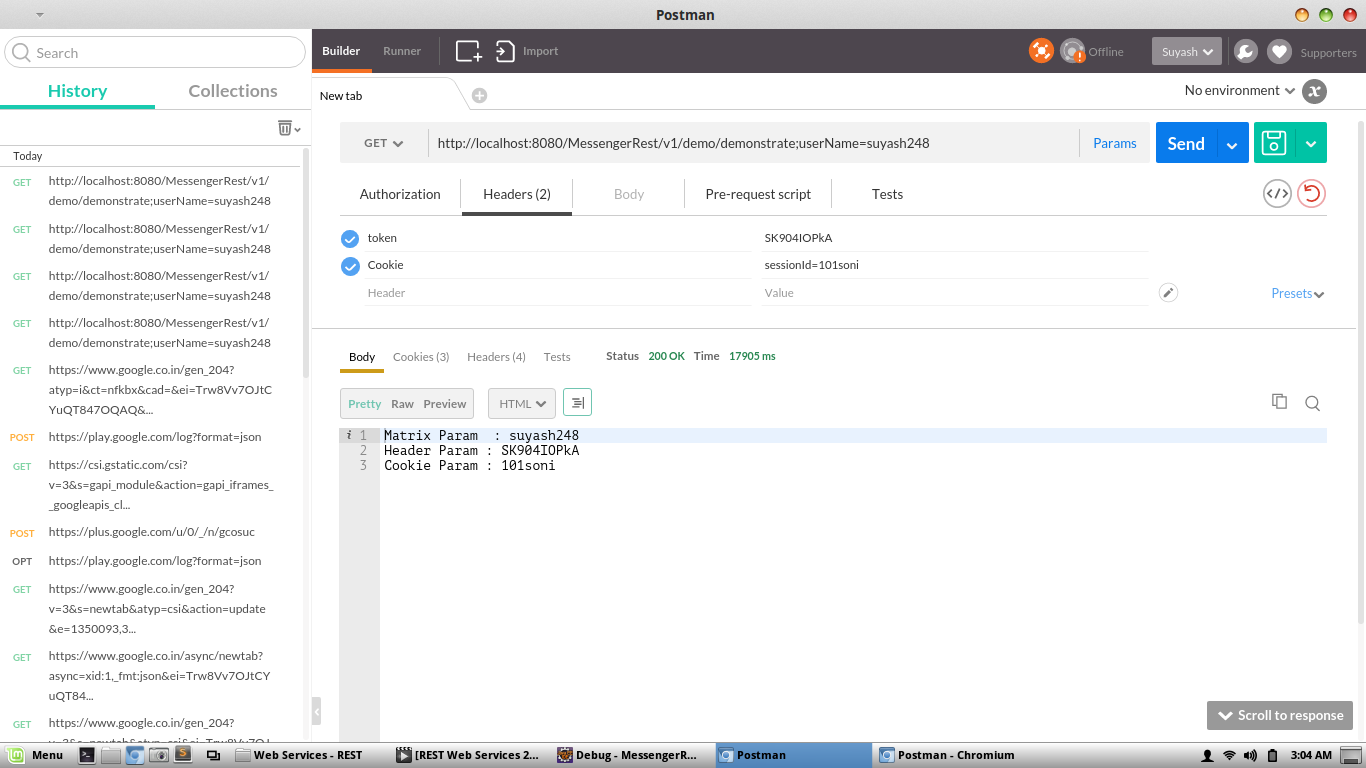 Postman
Search
Builder
Runner
Import
Offline
Suyash
Supporters
History
Collections
New tab
No environment
x
Today
GET
http://localhost:8080/MessengerRest/v1/demo/demonstrate;userName=suyash248
Params
Send
Authorization
Headers (2)
Body
Pre-request script
Tests
token
SK904IOPkA
Cookie
sessionId=101soni
Header
Value
Presets
Body
Cookies (3)
Headers (4)
Tests
Status
200 OK
Time
17905 ms
Pretty
Raw
Preview
HTML
i 1
Matrix Param  : suyash248
2
Header Param : SK904IOPkA
3
Cookie Param : 101soni
GET
http://localhost:8080/MessengerRest/v1/
demo/demonstrate;userName=suyash248
GET
http://localhost:8080/MessengerRest/v1/
demo/demonstrate;userName=suyash248
GET
http://localhost:8080/MessengerRest/v1/
demo/demonstrate;userName=suyash248
GET
http://localhost:8080/MessengerRest/v1/
demo/demonstrate;userName=suyash248
GET
https://www.google.co.in/gen_204?
atyp=i&ct=nfkbx&cad=&ei=Trw8Vv7OJtC
YuQT847OQAQ&...
POST
https://play.google.com/log?format=json
GET
https://csi.gstatic.com/csi?
v=3&s=gapi_module&action=gapi_iframes_
_googleapis_cl...
POST
https://plus.google.com/u/0/_/n/gcosuc
OPT
https://play.google.com/log?format=json
GET
https://www.google.co.in/gen_204?
v=3&s=newtab&atyp=csi&action=update
&e=1350093,3...
GET
https://www.google.co.in/async/newtab?
async=xid:1,_fmt:json&ei=Trw8Vv7OJtCY
uQT84...
GET
https://www.google.co.in/gen_204?
Scroll to response
Menu
Web Services - REST
[REST Web Services 2...
Debug - MessengerR...
Postman
Postman - Chromium
3:04 AM